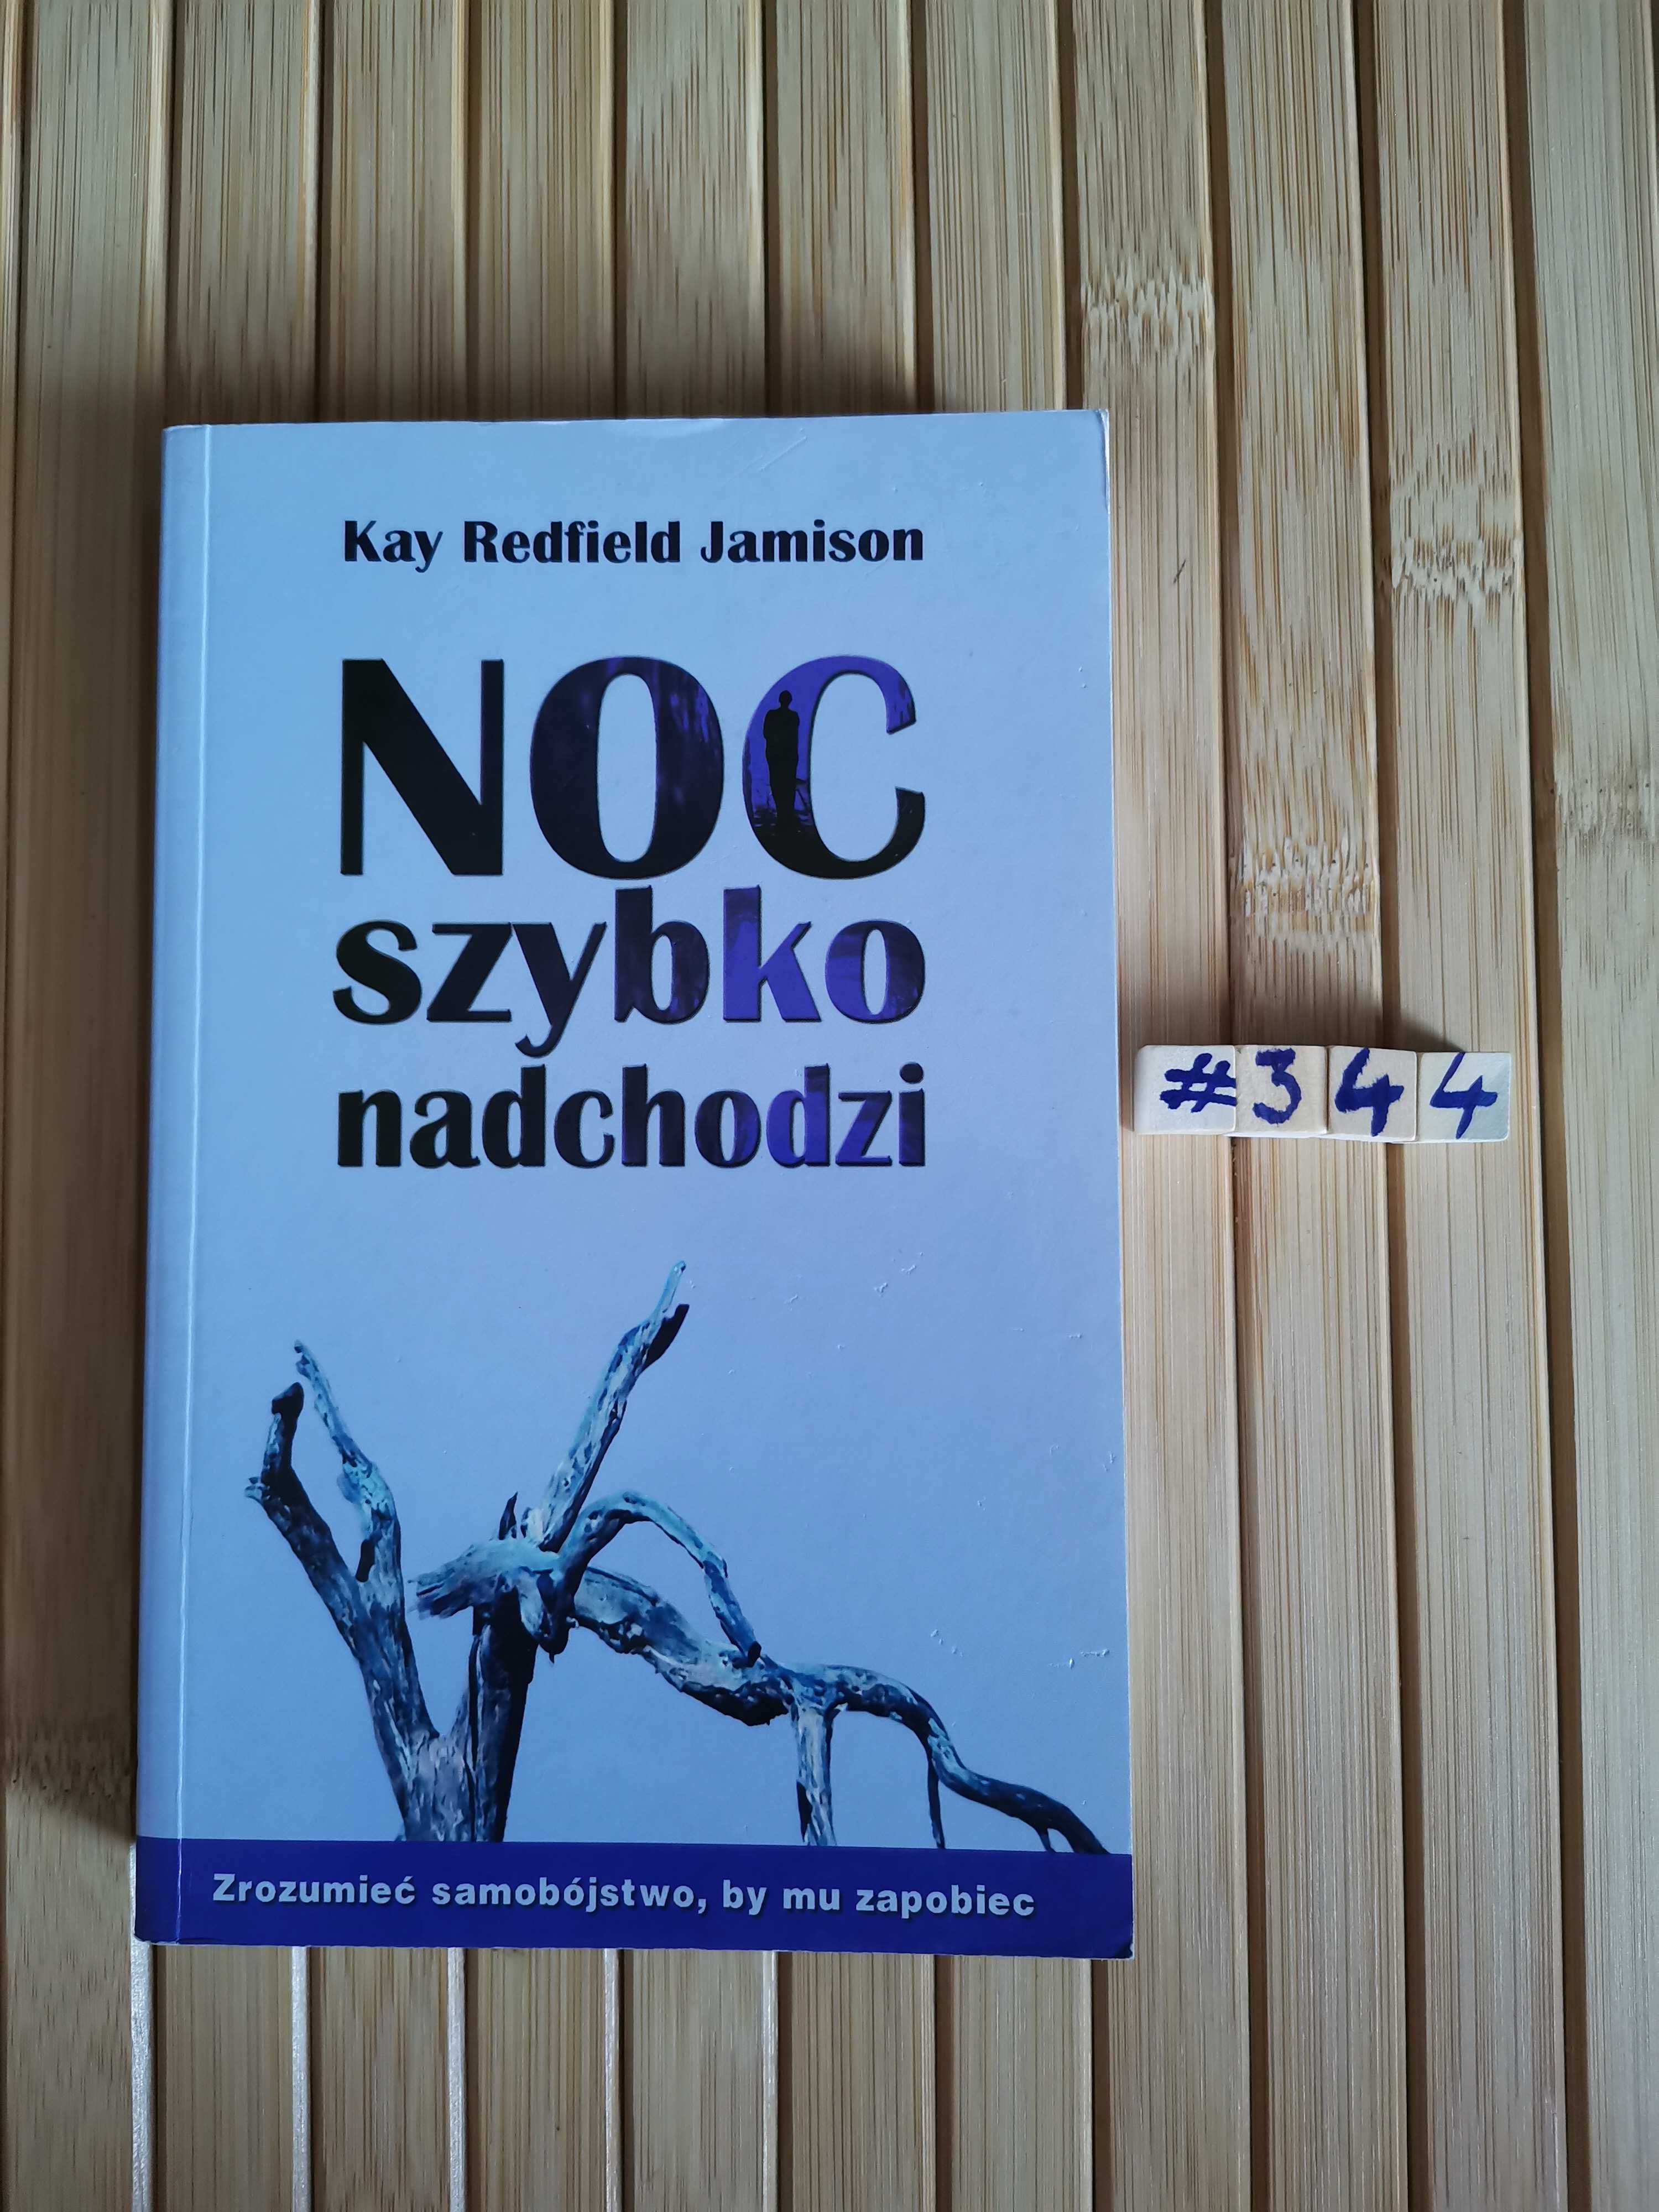 Kay Redfield Jamison
NOC
szybko
nadchodzi
#344
Zrozumieć samobójstwo, by mu zapobiec